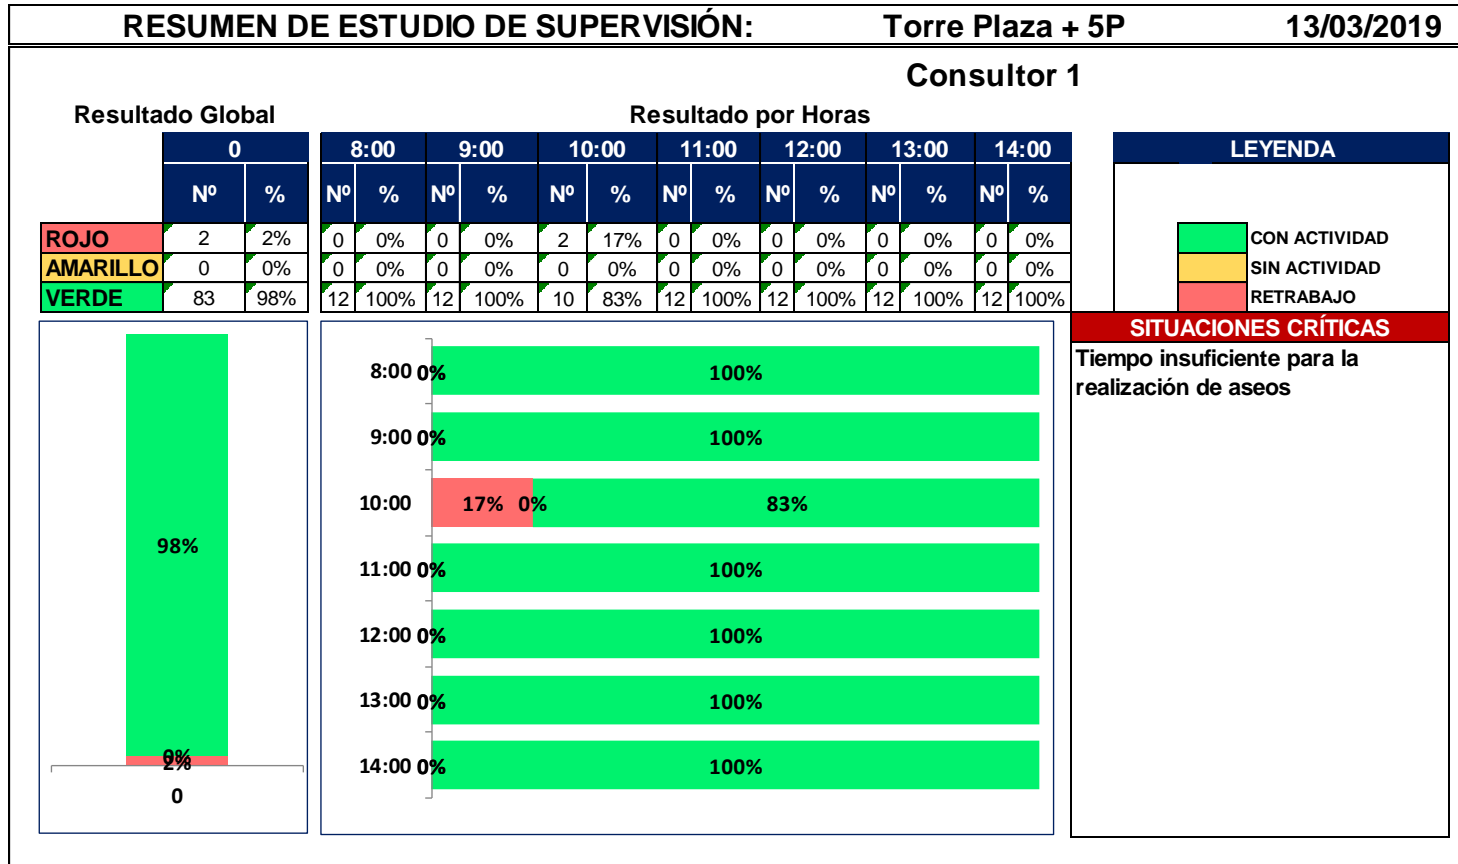 RESUMEN DE ESTUDIO DE SUPERVISIÓN: Torre Plaza + 5P 13/03/2019
Consultor 1
Resultado Global Resultado por Horas
0 8:00 9:00 10:00 11:00 12:00 13:00 14:00 LEYENDA
Nº % Nº % Nº % Nº % Nº % Nº % Nº % Nº %
ROJO 2 2% 0 0% 0 0% 2 17% 0 0% 0 0% 0 0% 0 0% CON ACTIVIDAD
AMARILLO 0 0% 0 0% 0 0% 0 0% 0 0% 0 0% 0 0% 0 0% SIN ACTIVIDAD
VERDE 83 98% 12 100% 12 100% 10 83% 12 100% 12 100% 12 100% 12 100% RETRABAJO
SITUACIONES CRÍTICAS
Tiempo insuficiente para la
realización de aseos
98%
0%
2%
0
8:00 0% 100%
9:00 0% 100%
10:00 17% 0% 83%
11:00 0% 100%
12:00 0% 100%
13:00 0% 100%
14:00 0% 100%